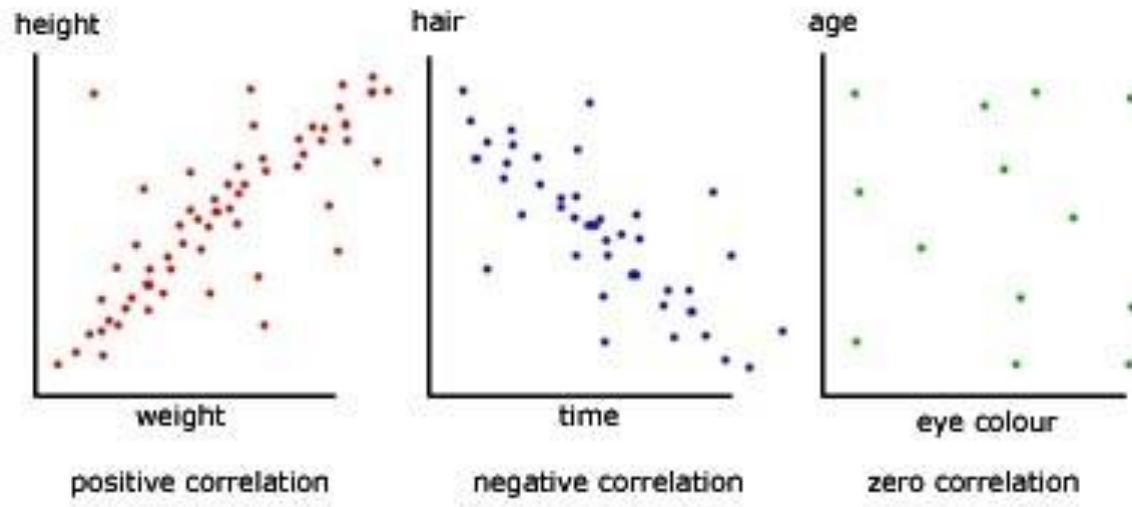 height
hair
age
weight
time
eye colour
positive correlation
negative correlation
zero correlation